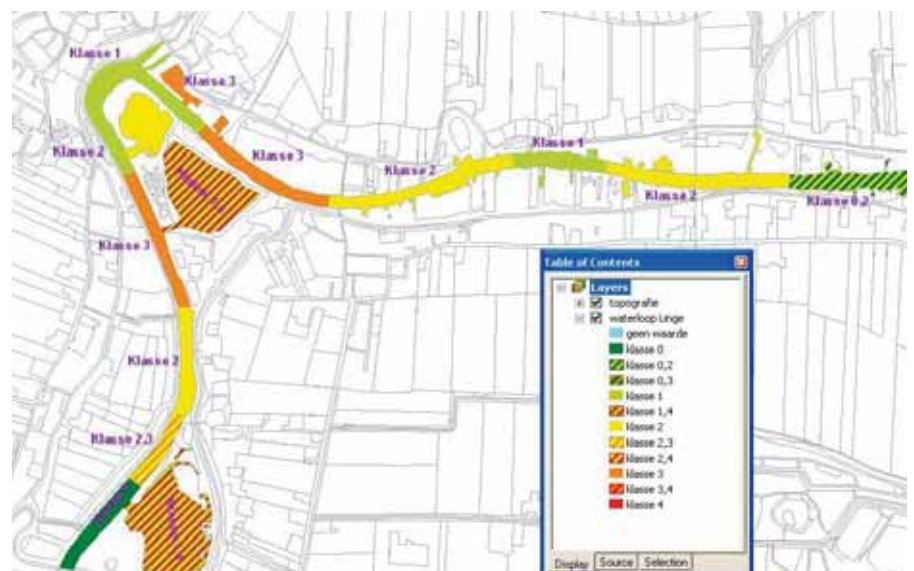 Klasse 1
Klasse 3
Klasse 2
Klasse 3
Klasse 2
Klasse 1
Klasse 2
Klasse 0,2
Klasse 3
Klasse 2
Klasse 2,3
Table of Contents
Layers
topografie
waterloop Linge
geen waarde
klasse 0
klasse 0,2
klasse 0,3
klasse 1
klasse 1,4
klasse 2
klasse 2,3
klasse 2,4
klasse 3
klasse 3,4
klasse 4
Display Source Selection